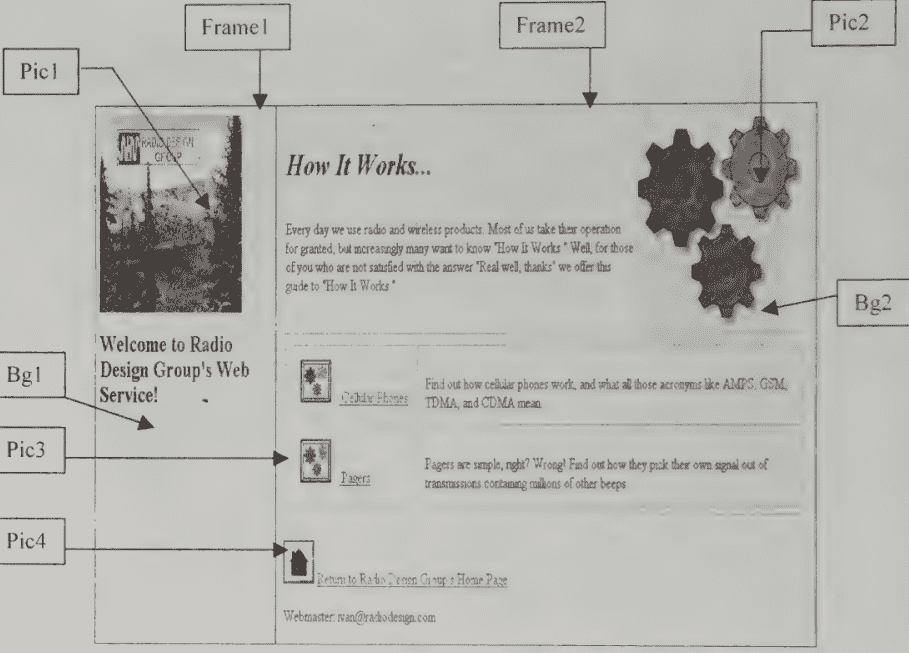 Frame1
Frame2
Pic2
Pic1
RADIO DESIGN
GROUP
How It Works...
Every day we use radio and wireless products. Most of us take their operation
for granted, but increasingly many want to know "How It Works " Well, for those
of you who are not satisfied with the answer "Real well, thanks" we offer this
guide to "How It Works "
Bg2
Welcome to Radio
Design Group's Web
Service!
Bg1
Cellular Phones
Find out how cellular phones work, and what all those acronyms like AMPS, GSM,
TDMA, and CDMA mean
Pic3
Pagers
Pagers are simple, right? Wrong! Find out how they pick their own signal out of
transmissions containing millions of other beeps
Pic4
Return to Radio Design Group's Home Page
Webmaster: ivan@radiodesign.com